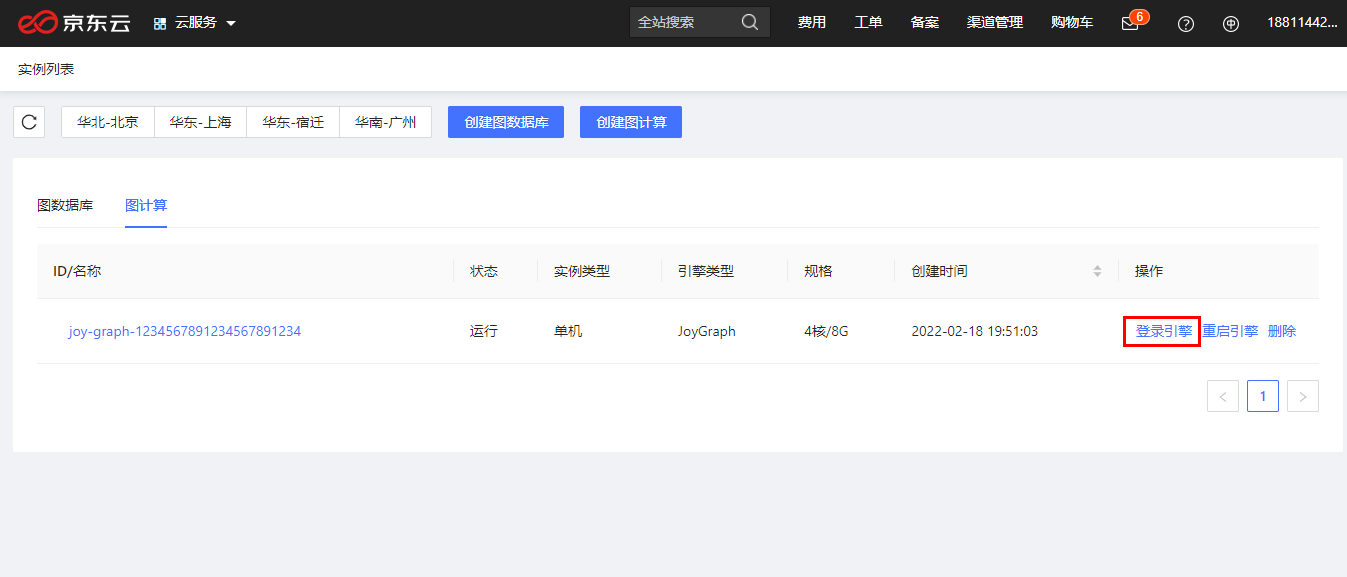 京东云 云服务 全站搜索 费用 工单 备案 渠道管理 购物车 6 18811442...
实例列表
华北-北京 华东-上海 华东-宿迁 华南-广州 创建图数据库 创建图计算
图数据库 图计算
ID/名称 状态 实例类型 引擎类型 规格 创建时间 操作
joy-graph-1234567891234567891234 运行 单机 JoyGraph 4核/8G 2022-02-18 19:51:03 登录引擎 重启引擎 删除
< 1 >